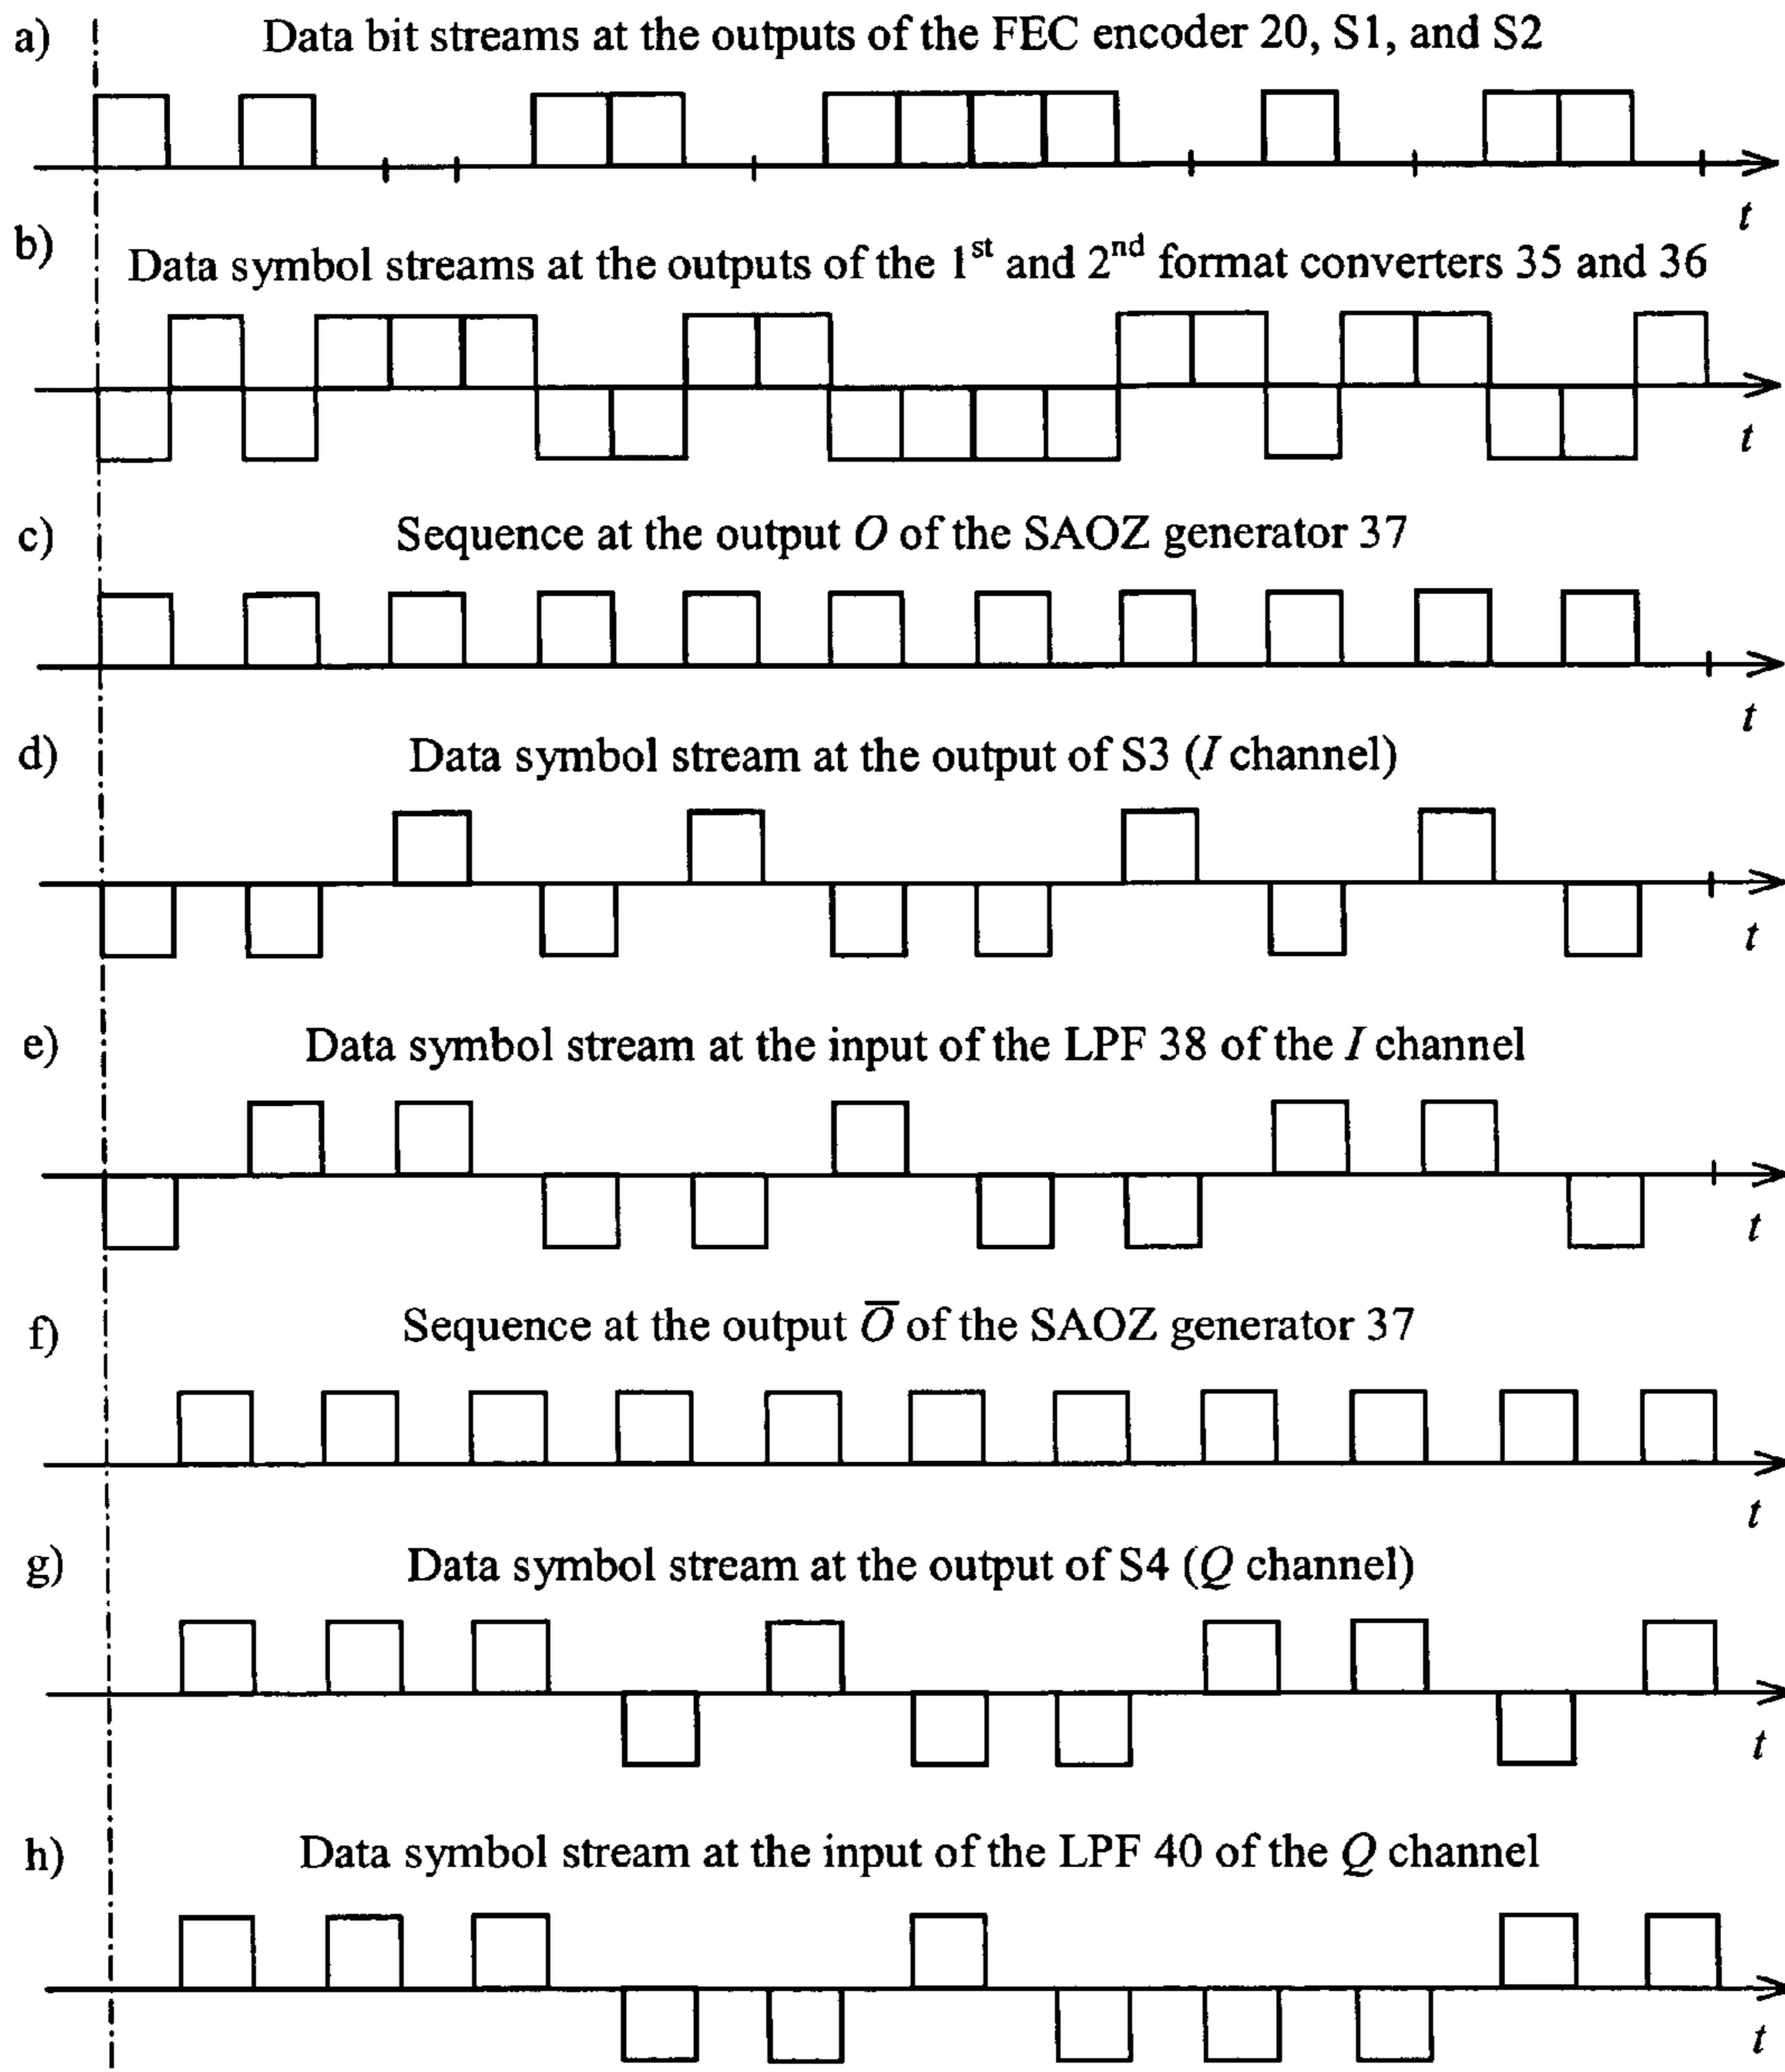 a) Data bit streams at the outputs of the FEC encoder 20, S1, and S2
t
b) Data symbol streams at the outputs of the 1st and 2nd format converters 35 and 36
t
c) Sequence at the output O of the SAOZ generator 37
t
d) Data symbol stream at the output of S3 (I channel)
t
e) Data symbol stream at the input of the LPF 38 of the I channel
t
f) Sequence at the output O̅ of the SAOZ generator 37
t
g) Data symbol stream at the output of S4 (Q channel)
t
h) Data symbol stream at the input of the LPF 40 of the Q channel
t